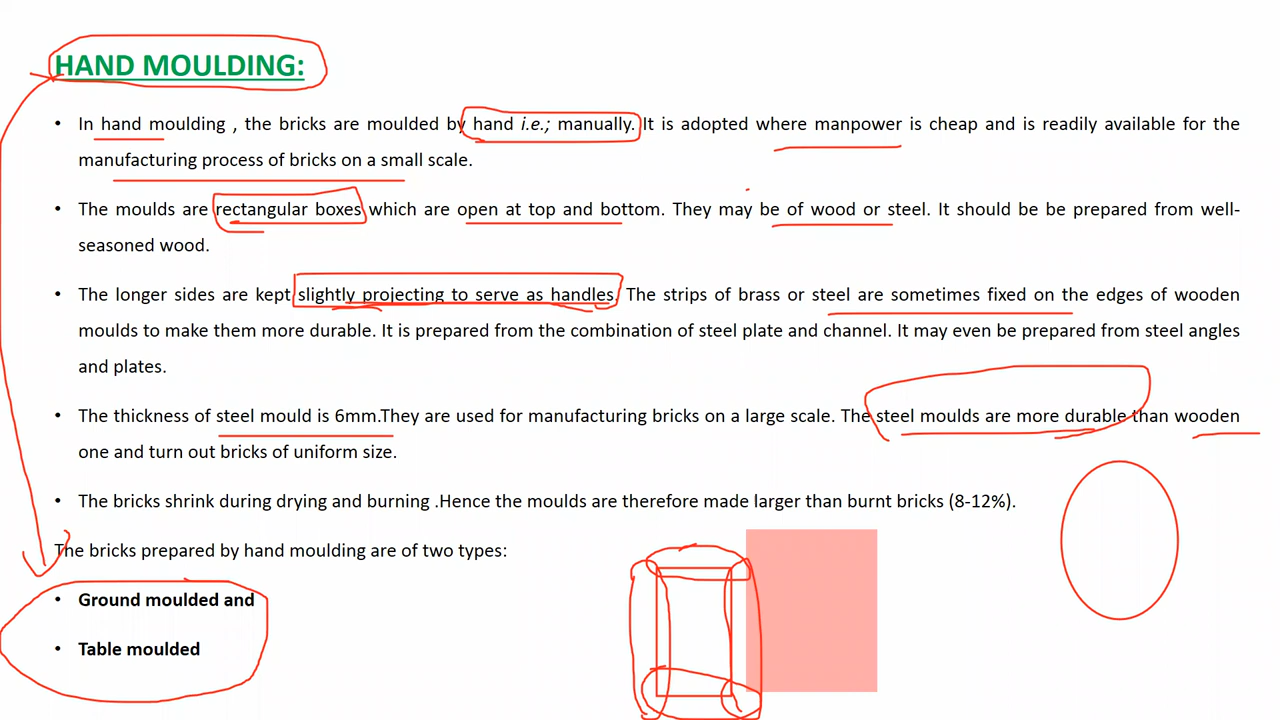 HAND MOULDING:
• In hand moulding , the bricks are moulded by hand i.e.; manually. It is adopted where manpower is cheap and is readily available for the
manufacturing process of bricks on a small scale.
• The moulds are rectangular boxes which are open at top and bottom. They may be of wood or steel. It should be be prepared from well-
seasoned wood.
• The longer sides are kept slightly projecting to serve as handles. The strips of brass or steel are sometimes fixed on the edges of wooden
moulds to make them more durable. It is prepared from the combination of steel plate and channel. It may even be prepared from steel angles
and plates.
• The thickness of steel mould is 6mm.They are used for manufacturing bricks on a large scale. The steel moulds are more durable than wooden
one and turn out bricks of uniform size.
• The bricks shrink during drying and burning .Hence the moulds are therefore made larger than burnt bricks (8-12%).
The bricks prepared by hand moulding are of two types:
• Ground moulded and
• Table moulded